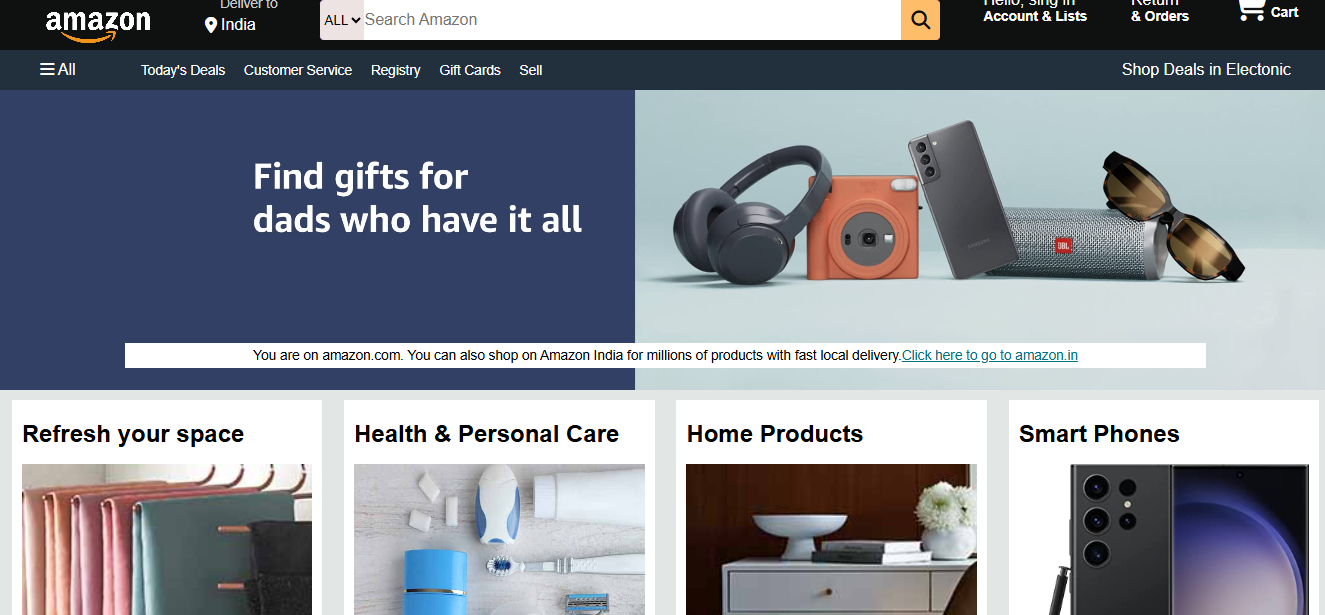 amazon
Deliver to
India
ALL
Search Amazon
Hello, sing in
Account & Lists
Return
& Orders
Cart
All
Today's Deals
Customer Service
Registry
Gift Cards
Sell
Shop Deals in Electonic
Find gifts for
dads who have it all
JBL
You are on amazon.com. You can also shop on Amazon India for millions of products with fast local delivery.Click here to go to amazon.in
Refresh your space
Health & Personal Care
Home Products
Smart Phones